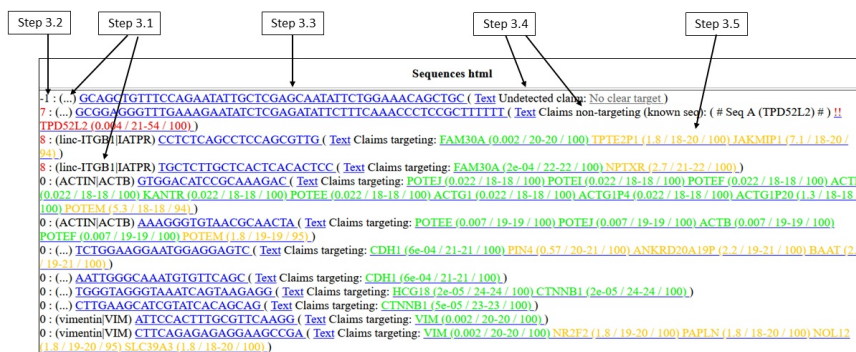 Step 3.2 Step 3.1 Step 3.3 Step 3.4 Step 3.5
Sequences html
-1 : (...) GCAGCTGTTTCCAGAATATTGCTCGAGCAATATTCTGGAAACAGCTGC ( Text Undetected claim: No clear target )
7 : (...) GCGGAGGGTTTGAAAGAATATCTCGAGATATTCTTTCAAACCCTCCGCTTTTTT ( Text Claims non-targeting (known seq): ( # Seq A (TPD52L2) # ) !!
TPD52L2 (0.004 / 21-54 / 100) )
8 : (linc-ITGB1|IATPR) CCTCTCAGCCTCCAGCGTTG ( Text Claims targeting: FAM30A (0.002 / 20-20 / 100) TPTE2P1 (1.8 / 18-20 / 100) JAKMIP1 (7.1 / 18-20 /
94) )
8 : (linc-ITGB1|IATPR) TGCTCTTGCTCACTCACACTCC ( Text Claims targeting: FAM30A (2e-04 / 22-22 / 100) NPTXR (2.7 / 21-22 / 100) )
0 : (ACTIN|ACTB) GTGGACATCCGCAAAGAC ( Text Claims targeting: POTEJ (0.022 / 18-18 / 100) POTEI (0.022 / 18-18 / 100) POTEF (0.022 / 18-18 / 100) ACT
(0.022 / 18-18 / 100) KANTR (0.022 / 18-18 / 100) POTEE (0.022 / 18-18 / 100) ACTG1 (0.022 / 18-18 / 100) ACTG1P4 (0.022 / 18-18 / 100) ACTG1P20 (1.3 / 18-18 /
100) POTEM (5.3 / 18-18 / 94) )
0 : (ACTIN|ACTB) AAAGGGTGTAACGCAACTA ( Text Claims targeting: POTEE (0.007 / 19-19 / 100) POTEJ (0.007 / 19-19 / 100) ACTB (0.007 / 19-19 / 100)
POTEF (0.007 / 19-19 / 100) POTEM (1.8 / 19-19 / 95) )
0 : (...) TCTGGAAGGAATGGAGGAGTC ( Text Claims targeting: CDH1 (6e-04 / 21-21 / 100) PIN4 (0.57 / 20-21 / 100) ANKRD20A19P (2.2 / 19-21 / 100) BAAT (2.
/ 19-21 / 100) )
0 : (...) AATTGGGCAAATGTGTTCAGC ( Text Claims targeting: CDH1 (6e-04 / 21-21 / 100) )
0 : (...) TGGGTAGGGTAAATCAGTAAGAGG ( Text Claims targeting: HCG18 (2e-05 / 24-24 / 100) CTNNB1 (2e-05 / 24-24 / 100) )
0 : (...) CTTGAAGCATCGTATCACAGCAG ( Text Claims targeting: CTNNB1 (5e-05 / 23-23 / 100) )
0 : (vimentin|VIM) ATTCCACTTTGCGTTCAAGG ( Text Claims targeting: VIM (0.002 / 20-20 / 100) )
0 : (vimentin|VIM) CTTCAGAGAGAGGAAGCCGA ( Text Claims targeting: VIM (0.002 / 20-20 / 100) NR2F2 (1.8 / 19-20 / 100) PAPLN (1.8 / 18-20 / 100) NOL12
(1.8 / 19-20 / 95) SLC39A3 (1.8 / 18-20 / 100) )